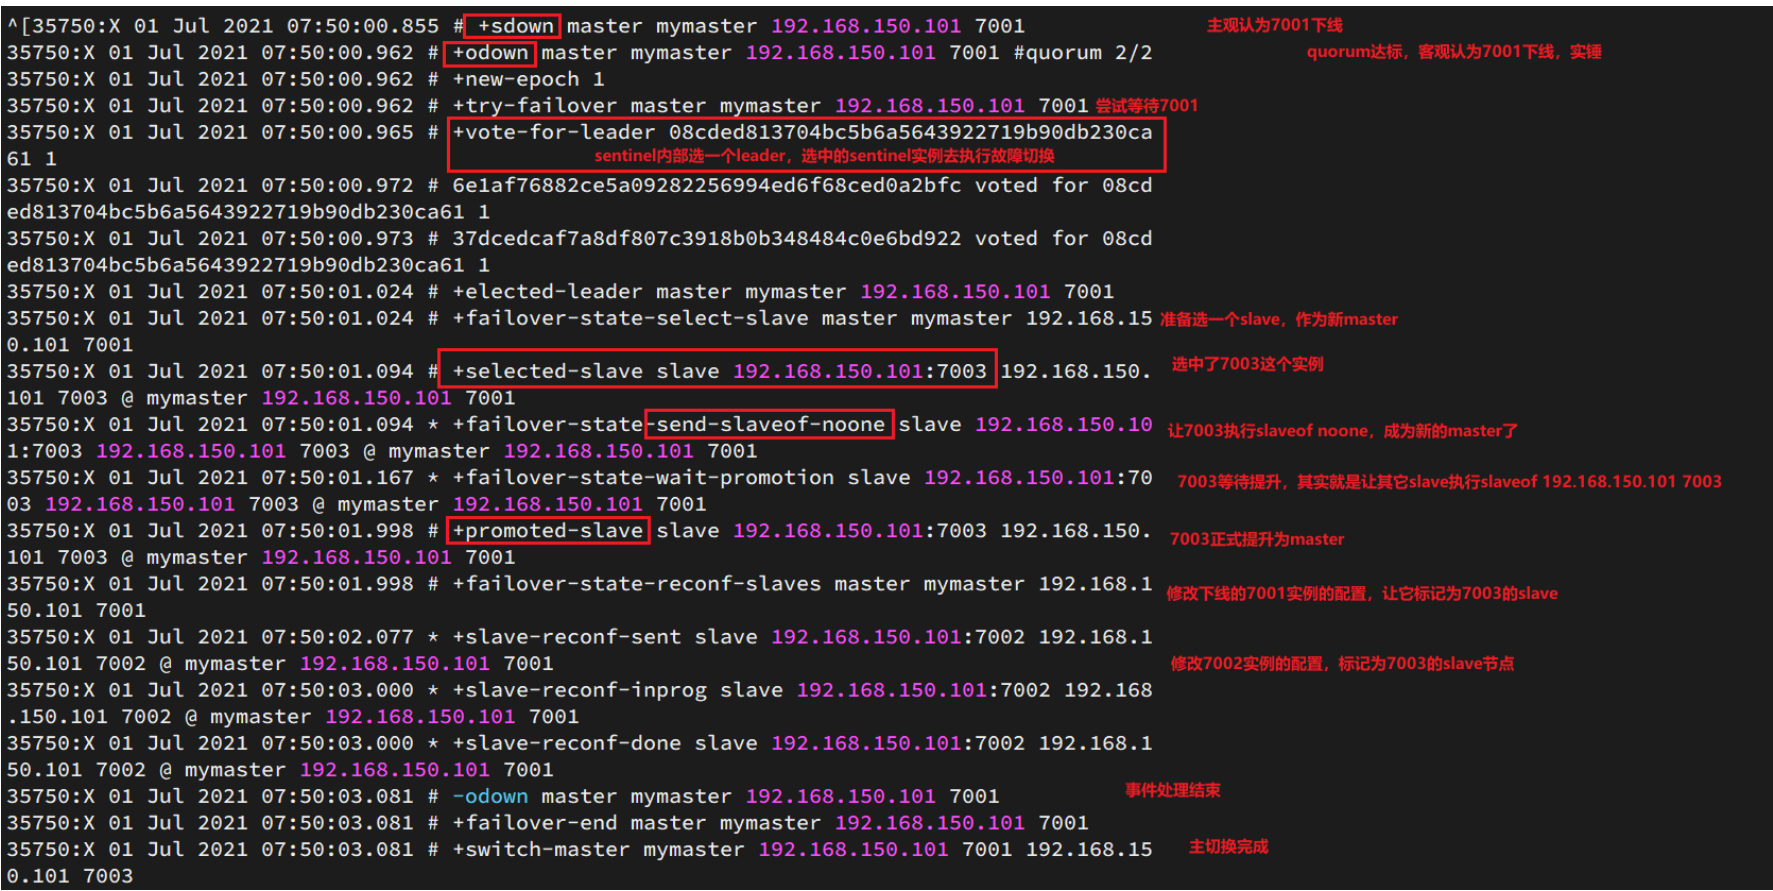 ^[35750:X 01 Jul 2021 07:50:00.855 # +sdown master mymaster 192.168.150.101 7001 主观认为7001下线
35750:X 01 Jul 2021 07:50:00.962 # +odown master mymaster 192.168.150.101 7001 #quorum 2/2 quorum达标，客观认为7001下线，实锤
35750:X 01 Jul 2021 07:50:00.962 # +new-epoch 1
35750:X 01 Jul 2021 07:50:00.962 # +try-failover master mymaster 192.168.150.101 7001 尝试等待7001
35750:X 01 Jul 2021 07:50:00.965 # +vote-for-leader 08cded813704bc5b6a5643922719b90db230ca
61 1 sentinel内部选一个leader，选中的sentinel实例去执行故障切换
35750:X 01 Jul 2021 07:50:00.972 # 6e1af76882ce5a09282256994ed6f68ced0a2bfc voted for 08cd
ed813704bc5b6a5643922719b90db230ca61 1
35750:X 01 Jul 2021 07:50:00.973 # 37dcedcaf7a8df807c3918b0b348484c0e6bd922 voted for 08cd
ed813704bc5b6a5643922719b90db230ca61 1
35750:X 01 Jul 2021 07:50:01.024 # +elected-leader master mymaster 192.168.150.101 7001
35750:X 01 Jul 2021 07:50:01.024 # +failover-state-select-slave master mymaster 192.168.15 准备选一个slave，作为新master
0.101 7001
35750:X 01 Jul 2021 07:50:01.094 # +selected-slave slave 192.168.150.101:7003 192.168.150. 选中了7003这个实例
101 7003 @ mymaster 192.168.150.101 7001
35750:X 01 Jul 2021 07:50:01.094 * +failover-state-send-slaveof-noone slave 192.168.150.10 让7003执行slaveof noone，成为新的master了
1:7003 192.168.150.101 7003 @ mymaster 192.168.150.101 7001
35750:X 01 Jul 2021 07:50:01.167 * +failover-state-wait-promotion slave 192.168.150.101:70 7003等待提升，其实就是让其它slave执行slaveof 192.168.150.101 7003
03 192.168.150.101 7003 @ mymaster 192.168.150.101 7001
35750:X 01 Jul 2021 07:50:01.998 # +promoted-slave slave 192.168.150.101:7003 192.168.150. 7003正式提升为master
101 7003 @ mymaster 192.168.150.101 7001
35750:X 01 Jul 2021 07:50:01.998 # +failover-state-reconf-slaves master mymaster 192.168.1 修改下线的7001实例的配置，让它标记为7003的slave
50.101 7001
35750:X 01 Jul 2021 07:50:02.077 * +slave-reconf-sent slave 192.168.150.101:7002 192.168.1
50.101 7002 @ mymaster 192.168.150.101 7001 修改7002实例的配置，标记为7003的slave节点
35750:X 01 Jul 2021 07:50:03.000 * +slave-reconf-inprog slave 192.168.150.101:7002 192.168
.150.101 7002 @ mymaster 192.168.150.101 7001
35750:X 01 Jul 2021 07:50:03.000 * +slave-reconf-done slave 192.168.150.101:7002 192.168.1
50.101 7002 @ mymaster 192.168.150.101 7001
35750:X 01 Jul 2021 07:50:03.081 # -odown master mymaster 192.168.150.101 7001 事件处理结束
35750:X 01 Jul 2021 07:50:03.081 # +failover-end master mymaster 192.168.150.101 7001
35750:X 01 Jul 2021 07:50:03.081 # +switch-master mymaster 192.168.150.101 7001 192.168.15 主切换完成
0.101 7003